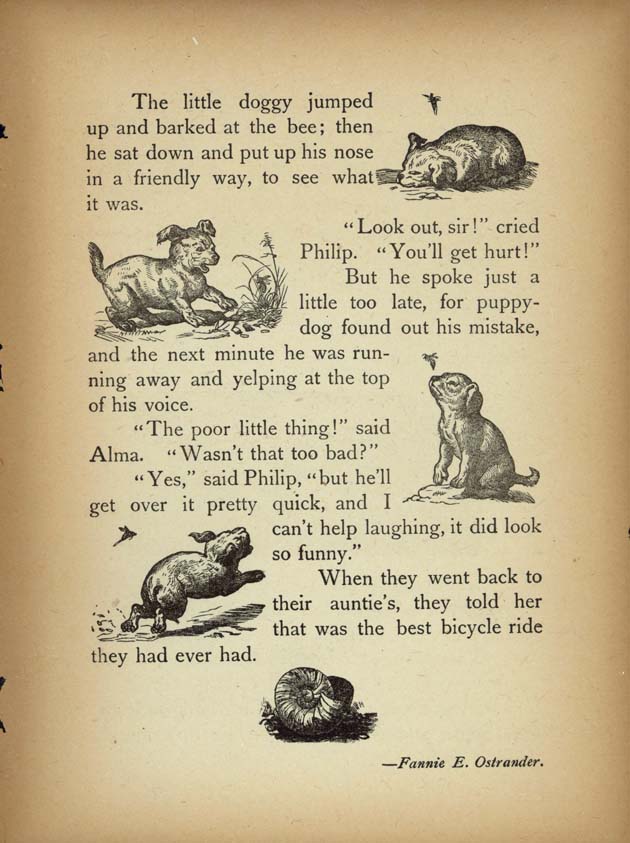 The little doggy jumped
up and barked at the bee; then
he sat down and put up his nose
in a friendly way, to see what
it was.
“Look out, sir!” cried
Philip. “You’ll get hurt!”
But he spoke just a
little too late, for puppy-
dog found out his mistake,
and the next minute he was run-
ning away and yelping at the top
of his voice.
“The poor little thing!” said
Alma. “Wasn’t that too bad?”
“Yes,” said Philip, “but he’ll
get over it pretty quick, and I
can’t help laughing, it did look
so funny.”
When they went back to
their auntie’s, they told her
that was the best bicycle ride
they had ever had.
—Fannie E. Ostrander.